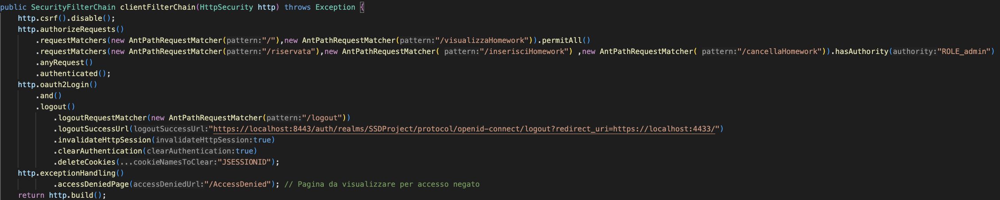 public SecurityFilterChain clientFilterChain(HttpSecurity http) throws Exception {
http.csrf().disable();
http.authorizeRequests()
.requestMatchers(new AntPathRequestMatcher(pattern:"/"),new AntPathRequestMatcher(pattern:"/visualizzaHomework")).permitAll()
.requestMatchers(new AntPathRequestMatcher(pattern:"/riservata"),new AntPathRequestMatcher( pattern:"/inserisciHomework") ,new AntPathRequestMatcher( pattern:"/cancellaHomework")).hasAuthority(authority:"ROLE_admin")
.anyRequest()
.authenticated();
http.oauth2Login()
.and()
.logout()
.logoutRequestMatcher(new AntPathRequestMatcher(pattern:"/logout"))
.logoutSuccessUrl(logoutSuccessUrl:"https://localhost:8443/auth/realms/SSDProject/protocol/openid-connect/logout?redirect_uri=https://localhost:4433/")
.invalidateHttpSession(invalidateHttpSession:true)
.clearAuthentication(clearAuthentication:true)
.deleteCookies(...cookieNamesToClear:"JSESSIONID");
http.exceptionHandling()
.accessDeniedPage(accessDeniedUrl:"/AccessDenied"); // Pagina da visualizzare per accesso negato
return http.build();